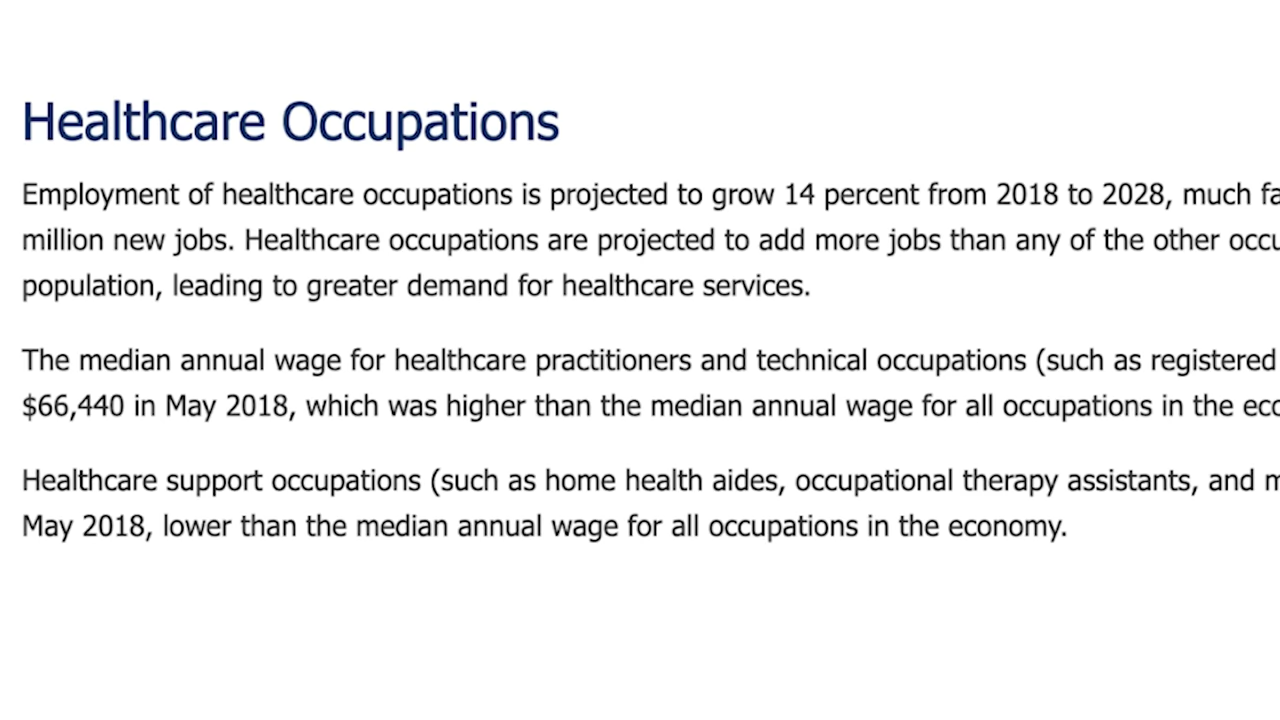 Healthcare Occupations
Employment of healthcare occupations is projected to grow 14 percent from 2018 to 2028, much fa
million new jobs. Healthcare occupations are projected to add more jobs than any of the other occu
population, leading to greater demand for healthcare services.
The median annual wage for healthcare practitioners and technical occupations (such as registered
$66,440 in May 2018, which was higher than the median annual wage for all occupations in the eco
Healthcare support occupations (such as home health aides, occupational therapy assistants, and m
May 2018, lower than the median annual wage for all occupations in the economy.